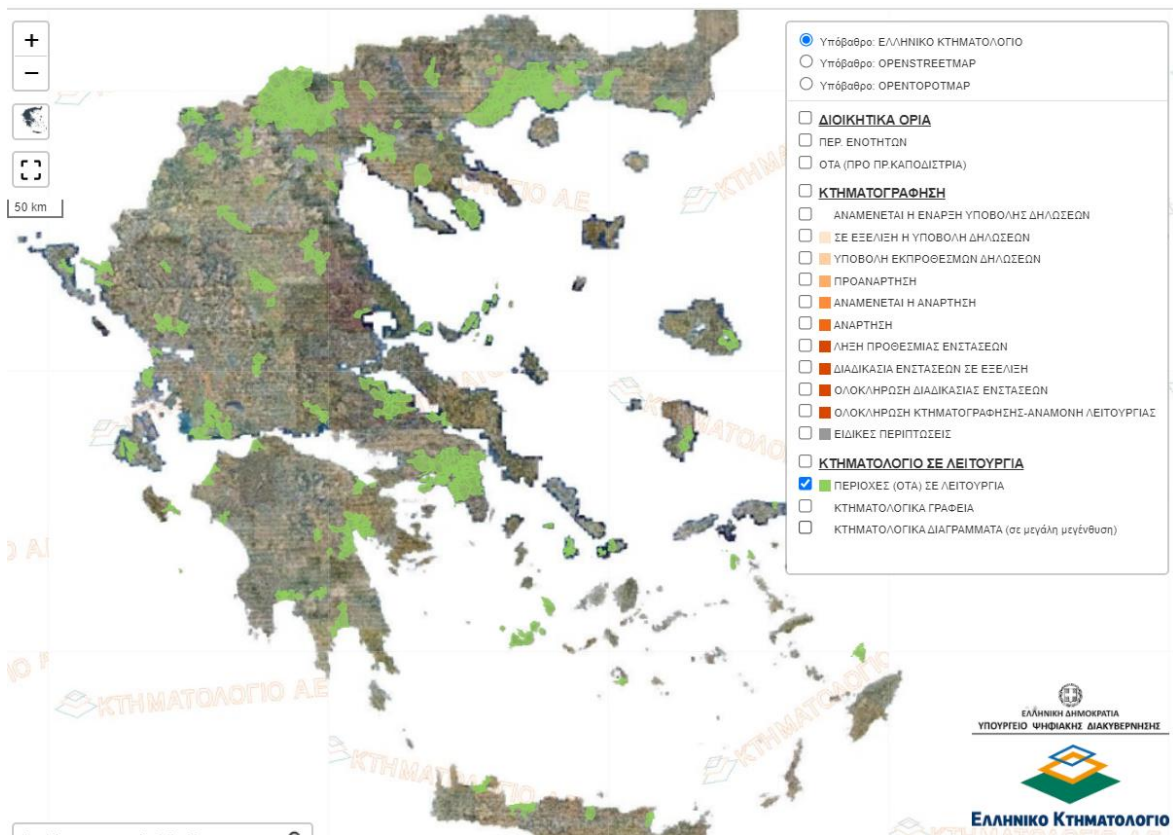 +
−
50 km
Υπόβαθρο: ΕΛΛΗΝΙΚΟ ΚΤΗΜΑΤΟΛΟΓΙΟ
Υπόβαθρο: OPENSTREETMAP
Υπόβαθρο: OPENTOPOTMAP
ΔΙΟΙΚΗΤΙΚΑ ΟΡΙΑ
ΠΕΡ. ΕΝΟΤΗΤΩΝ
ΟΤΑ (ΠΡΟ ΠΡ.ΚΑΠΟΔΙΣΤΡΙΑ)
ΚΤΗΜΑΤΟΓΡΑΦΗΣΗ
ΑΝΑΜΕΝΕΤΑΙ Η ΕΝΑΡΞΗ ΥΠΟΒΟΛΗΣ ΔΗΛΩΣΕΩΝ
ΣΕ ΕΞΕΛΙΞΗ Η ΥΠΟΒΟΛΗ ΔΗΛΩΣΕΩΝ
ΥΠΟΒΟΛΗ ΕΚΠΡΟΘΕΣΜΩΝ ΔΗΛΩΣΕΩΝ
ΠΡΟΑΝΑΡΤΗΣΗ
ΑΝΑΜΕΝΕΤΑΙ Η ΑΝΑΡΤΗΣΗ
ΑΝΑΡΤΗΣΗ
ΛΗΞΗ ΠΡΟΘΕΣΜΙΑΣ ΕΝΣΤΑΣΕΩΝ
ΔΙΑΔΙΚΑΣΙΑ ΕΝΣΤΑΣΕΩΝ ΣΕ ΕΞΕΛΙΞΗ
ΟΛΟΚΛΗΡΩΣΗ ΔΙΑΔΙΚΑΣΙΑΣ ΕΝΣΤΑΣΕΩΝ
ΟΛΟΚΛΗΡΩΣΗ ΚΤΗΜΑΤΟΓΡΑΦΗΣΗΣ-ΑΝΑΜΟΝΗ ΛΕΙΤΟΥΡΓΙΑΣ
ΕΙΔΙΚΕΣ ΠΕΡΙΠΤΩΣΕΙΣ
ΚΤΗΜΑΤΟΛΟΓΙΟ ΣΕ ΛΕΙΤΟΥΡΓΙΑ
ΠΕΡΙΟΧΕΣ (ΟΤΑ) ΣΕ ΛΕΙΤΟΥΡΓΙΑ
ΚΤΗΜΑΤΟΛΟΓΙΚΑ ΓΡΑΦΕΙΑ
ΚΤΗΜΑΤΟΛΟΓΙΚΑ ΔΙΑΓΡΑΜΜΑΤΑ (σε μεγάλη μεγένθυση)
ΚΤΗΜΑΤΟΛΟΓΙΟ Α.Ε
ΕΛΛΗΝΙΚΗ ΔΗΜΟΚΡΑΤΙΑ
ΥΠΟΥΡΓΕΙΟ ΨΗΦΙΑΚΗΣ ΔΙΑΚΥΒΕΡΝΗΣΗΣ
ΕΛΛΗΝΙΚΟ ΚΤΗΜΑΤΟΛΟΓΙΟ